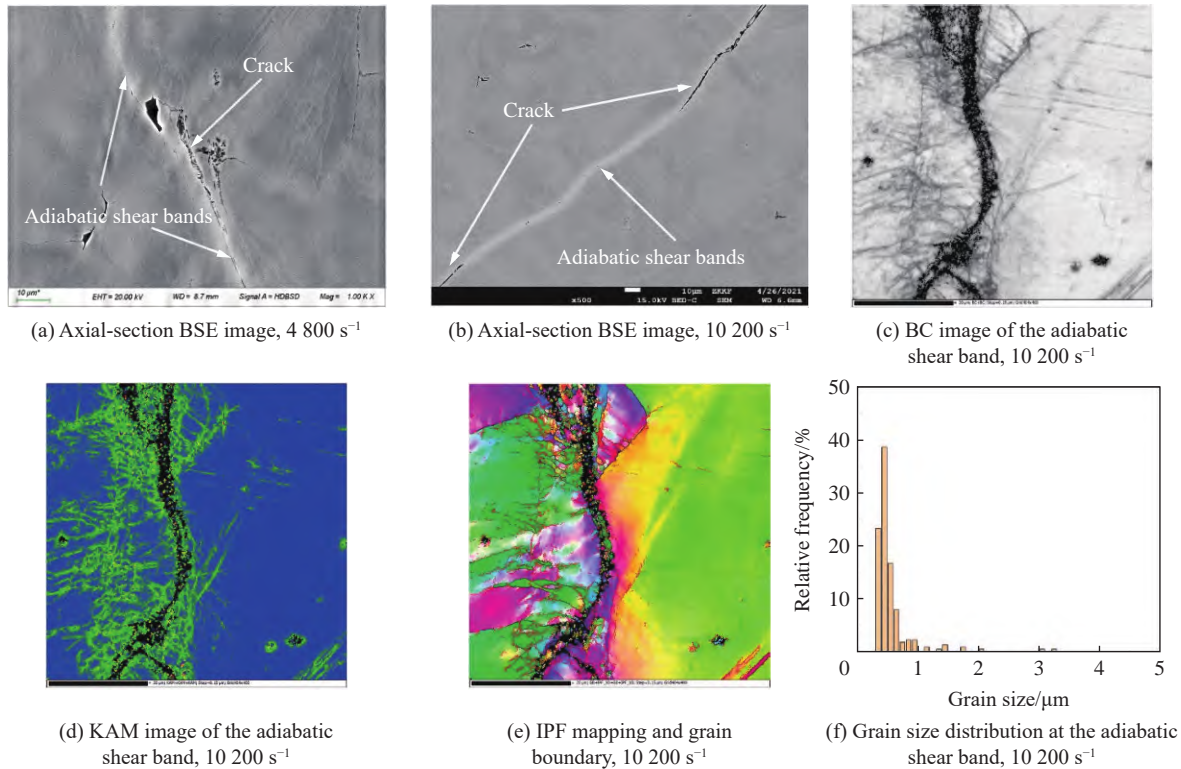 Crack
Adiabatic shear bands
10 μm*
EHT = 20.00 kV
WD = 8.7 mm
Signal A = HDBSD
Mag = 1.00 K X
(a) Axial-section BSE image, 4 800 s⁻¹
Crack
Adiabatic shear bands
10μm
4/26/2021
x500
15.0kV SED-C
SEM
WD 6.6mm
(b) Axial-section BSE image, 10 200 s⁻¹
(c) BC image of the adiabatic
shear band, 10 200 s⁻¹
(d) KAM image of the adiabatic
shear band, 10 200 s⁻¹
(e) IPF mapping and grain
boundary, 10 200 s⁻¹
50
40
30
20
10
0
1
2
3
4
5
Relative frequency/%
Grain size/μm
(f) Grain size distribution at the adiabatic
shear band, 10 200 s⁻¹